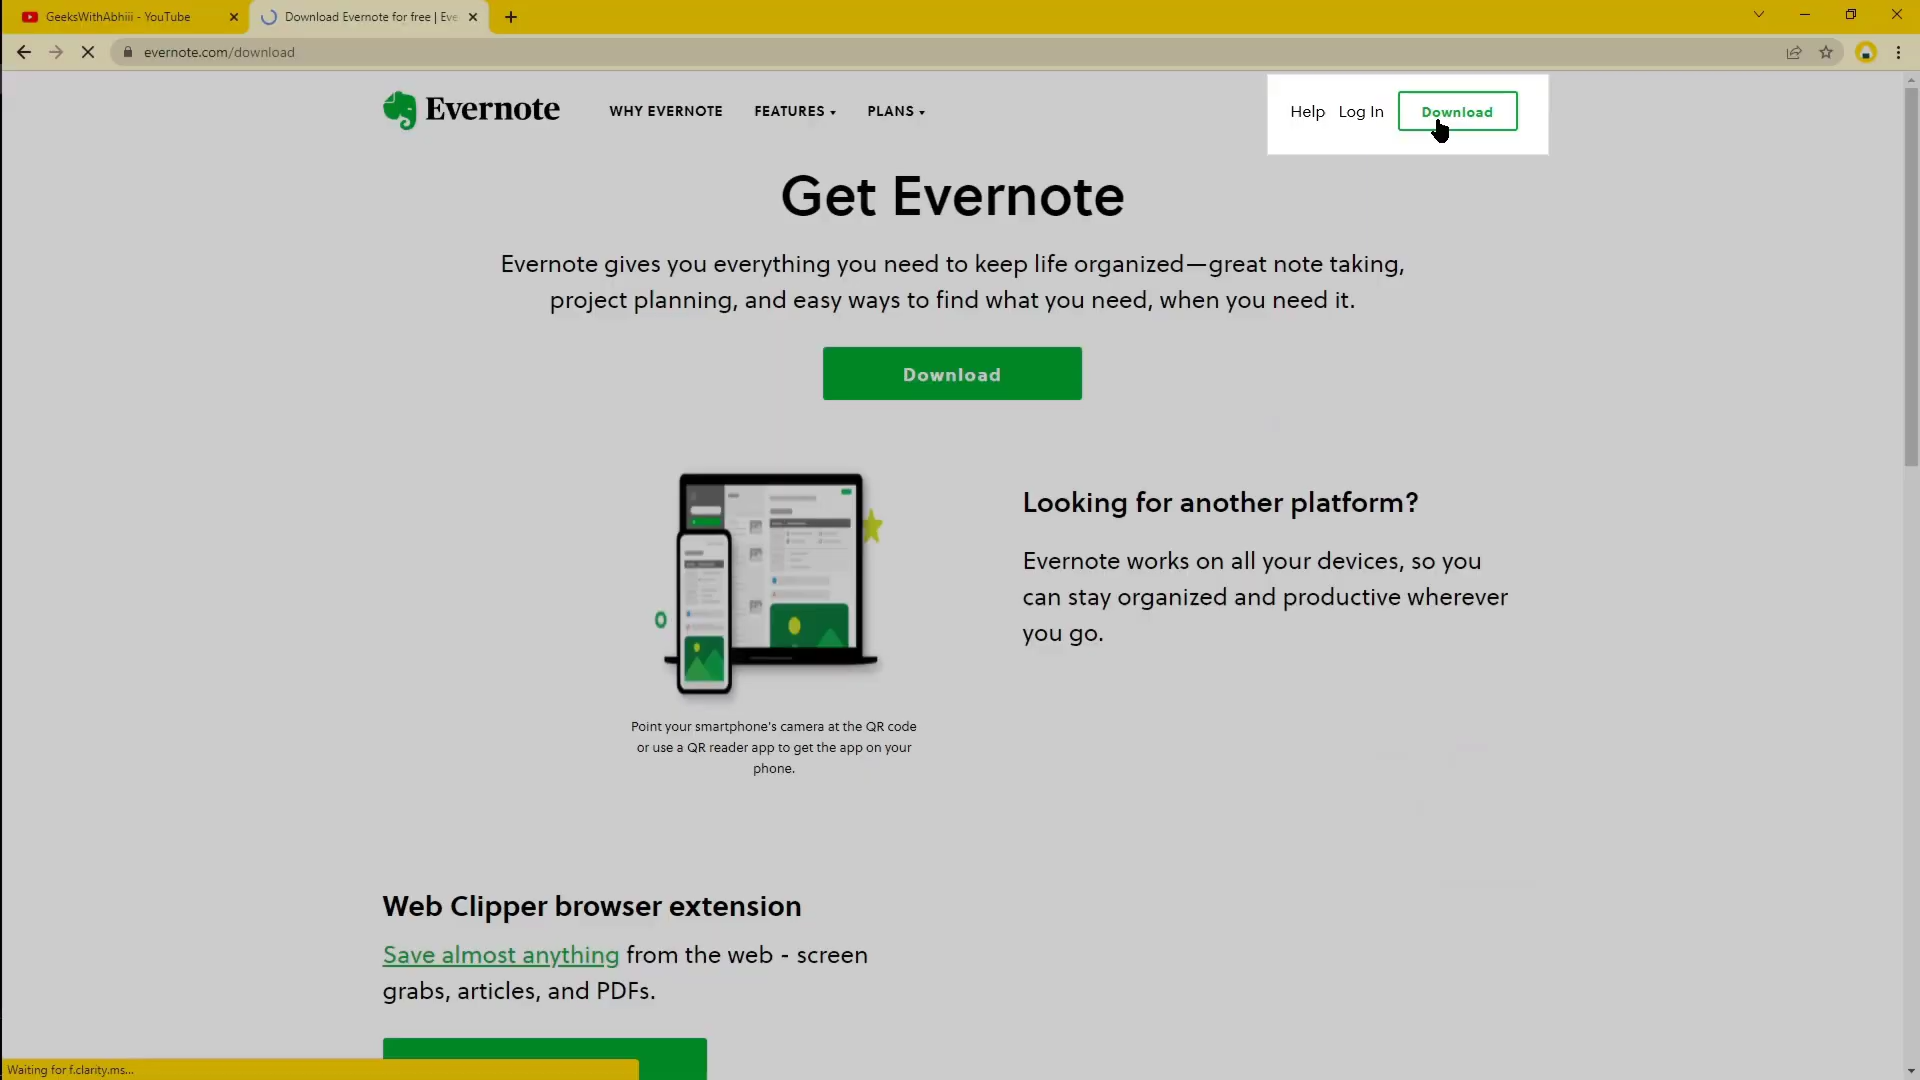 GeeksWithAbhiii - YouTube
Download Evernote for free | Eve
evernote.com/download
Evernote
WHY EVERNOTE
FEATURES
PLANS
Help
Log In
Download
Get Evernote
Evernote gives you everything you need to keep life organized—great note taking,
project planning, and easy ways to find what you need, when you need it.
Download
Looking for another platform?
Evernote works on all your devices, so you
can stay organized and productive wherever
you go.
Point your smartphone's camera at the QR code
or use a QR reader app to get the app on your
phone.
Web Clipper browser extension
Save almost anything from the web - screen
grabs, articles, and PDFs.
Waiting for f.clarity.ms...